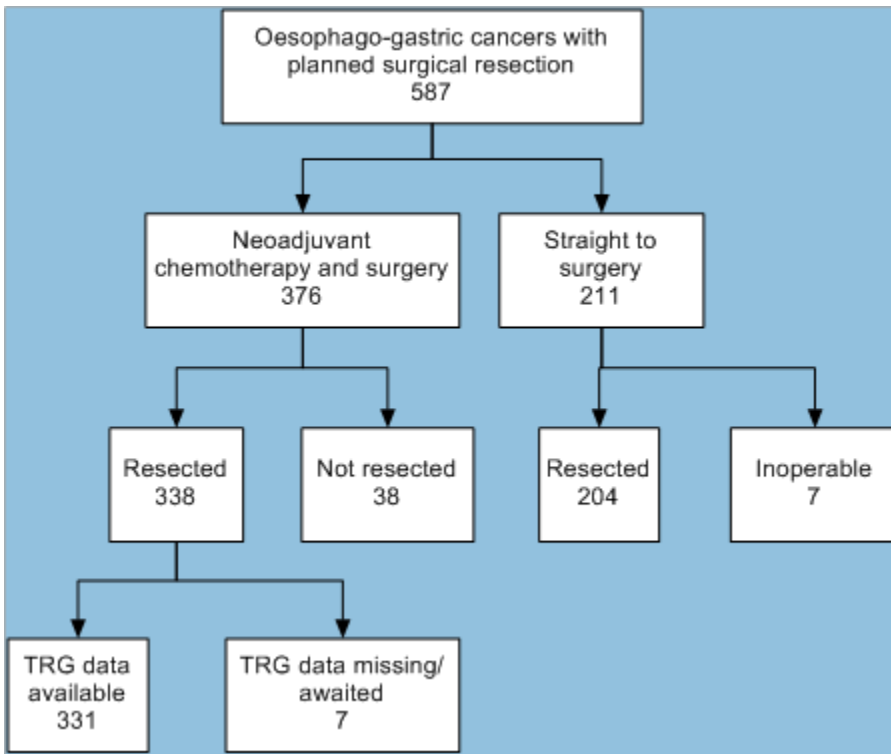 Oesophago-gastric cancers with
planned surgical resection
587
Neoadjuvant
chemotherapy and surgery
376
Straight to
surgery
211
Resected
338
Not resected
38
Resected
204
Inoperable
7
TRG data
available
331
TRG data missing/
awaited
7